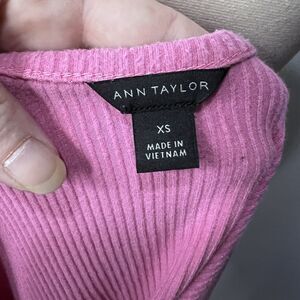 ANN TAYLOR
XS
MADE IN
VIETNAM